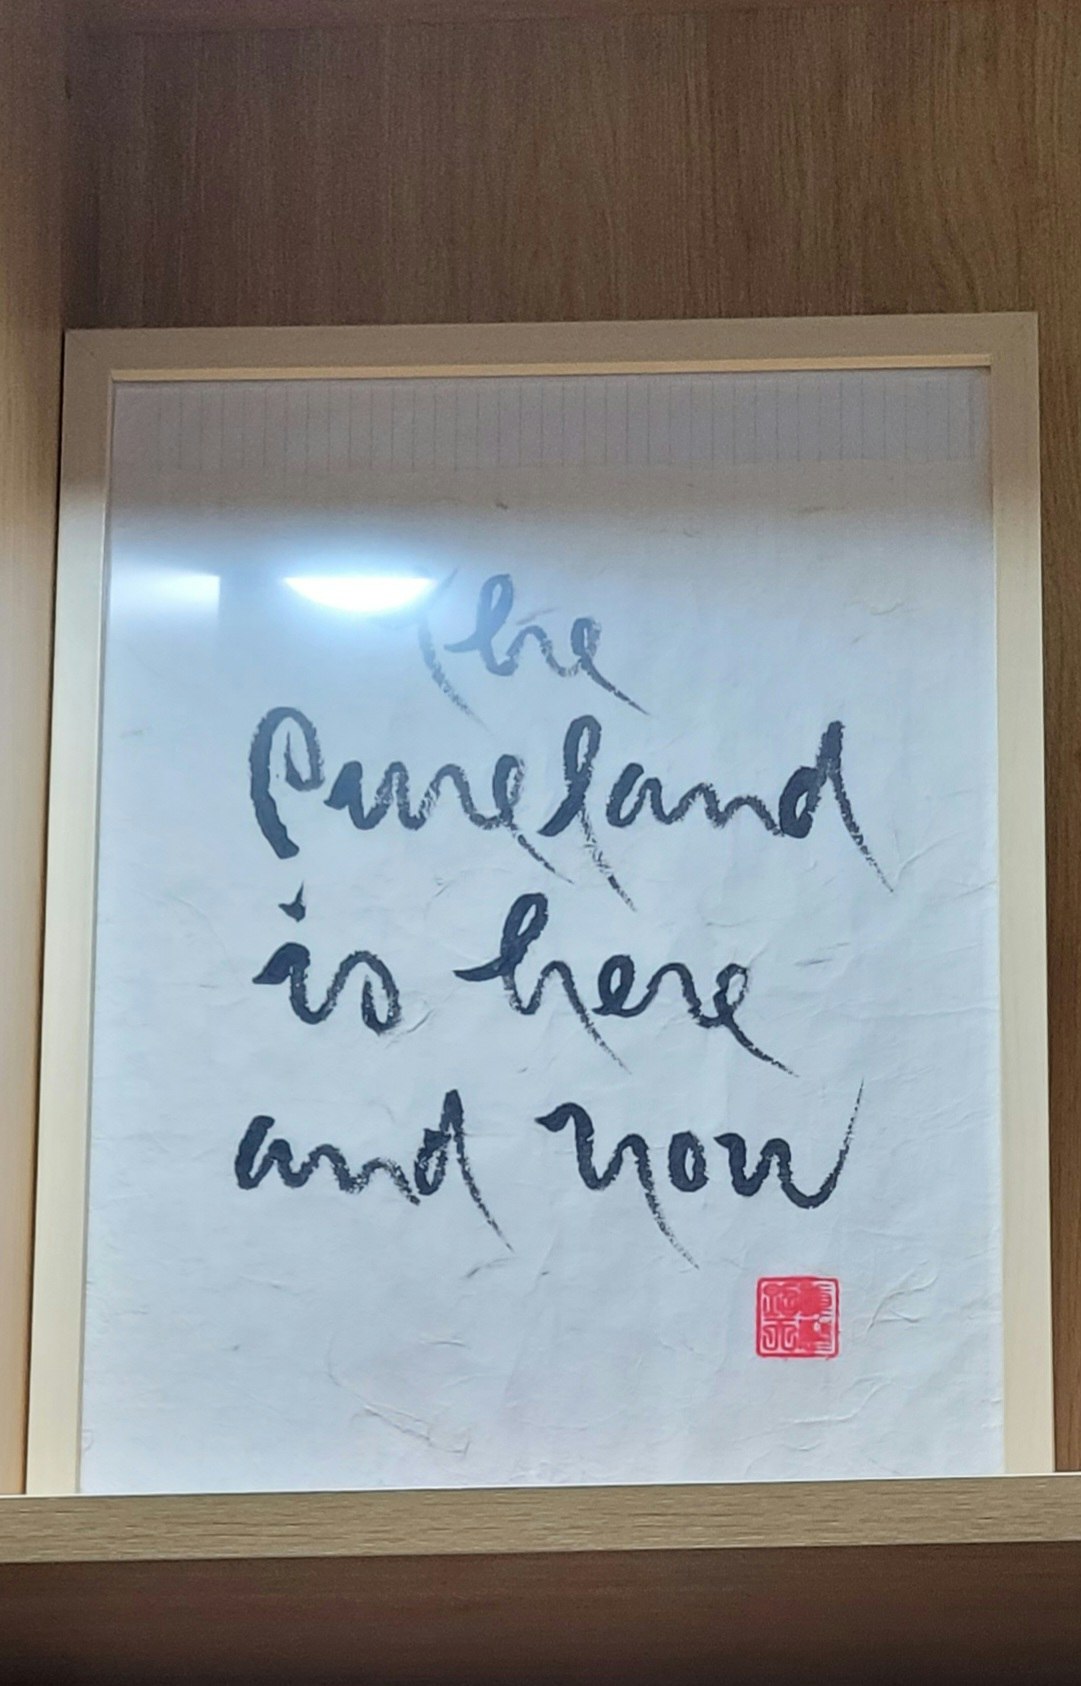 the
Pureland
is here
and now